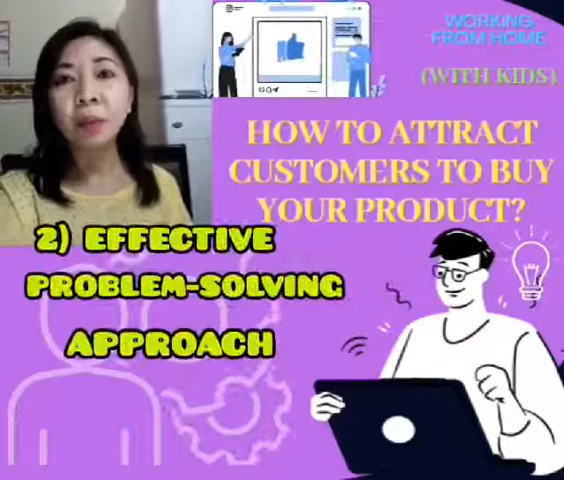 WORKING
FROM HOME
(WITH KIDS)
HOW TO ATTRACT
CUSTOMERS TO BUY
YOUR PRODUCT?
2) EFFECTIVE
PROBLEM-SOLVING
APPROACH